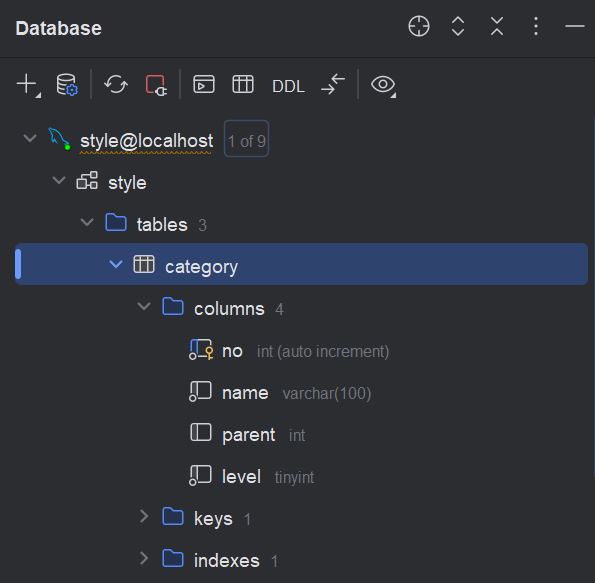 Database
DDL
style@localhost 1 of 9
style
tables 3
category
columns 4
no int (auto increment)
name varchar(100)
parent int
level tinyint
keys 1
indexes 1